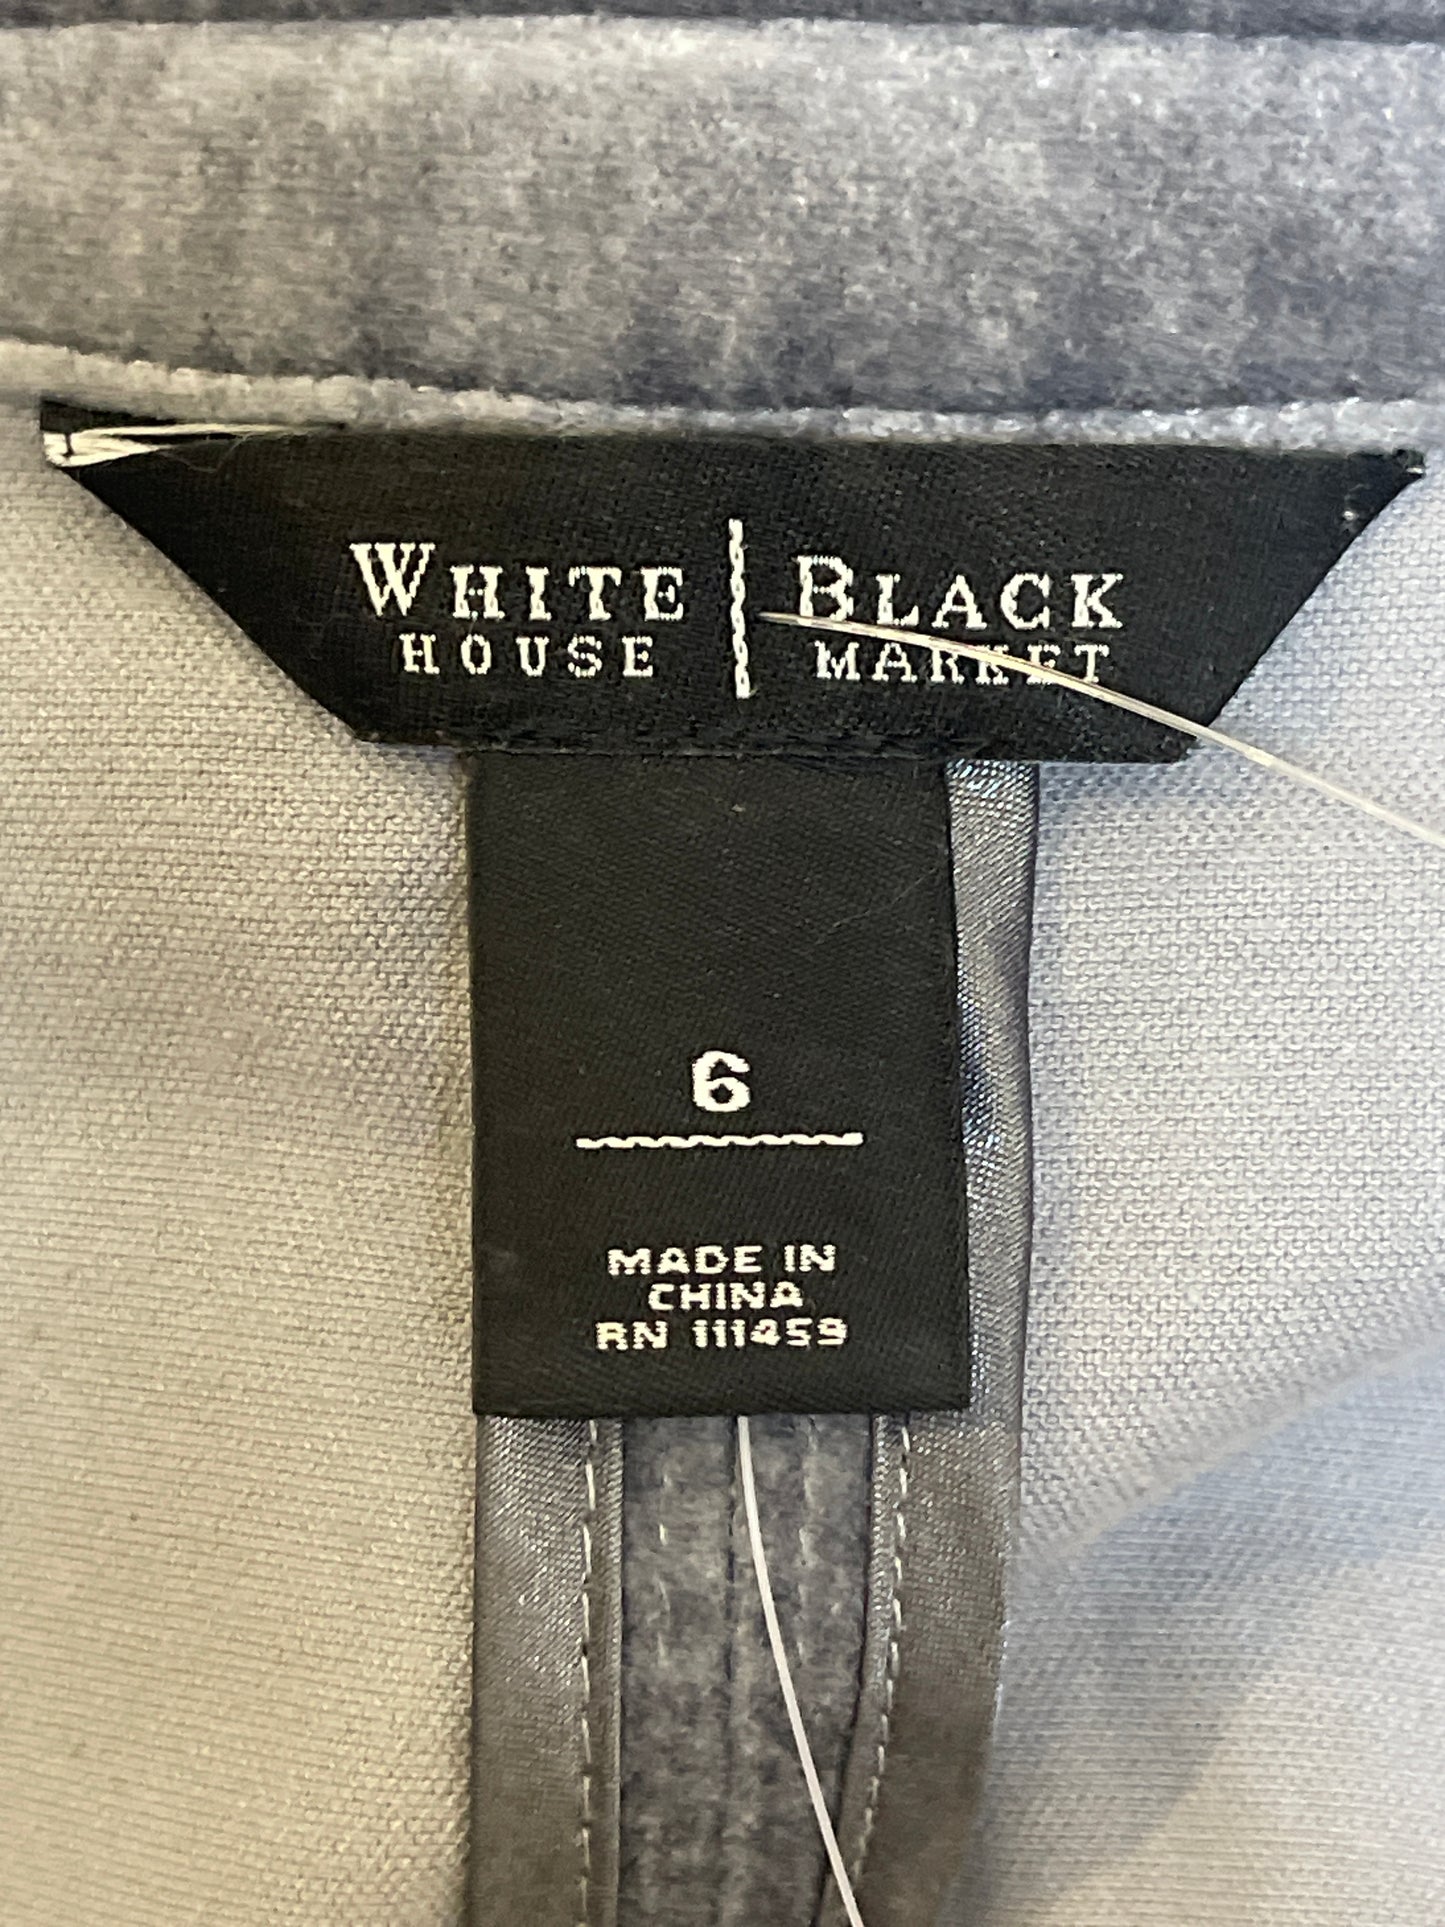 WHITE | BLACK
HOUSE | MARKET
6
MADE IN
CHINA
RN 111459